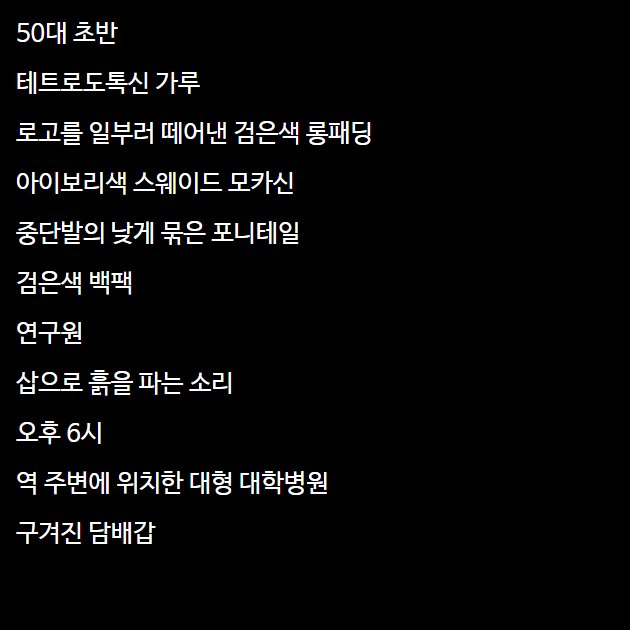 50대 초반
테트로도톡신 가루
로고를 일부러 떼어낸 검은색 롱패딩
아이보리색 스웨이드 모카신
중단발의 낮게 묶은 포니테일
검은색 백팩
연구원
삽으로 흙을 파는 소리
오후 6시
역 주변에 위치한 대형 대학병원
구겨진 담배갑